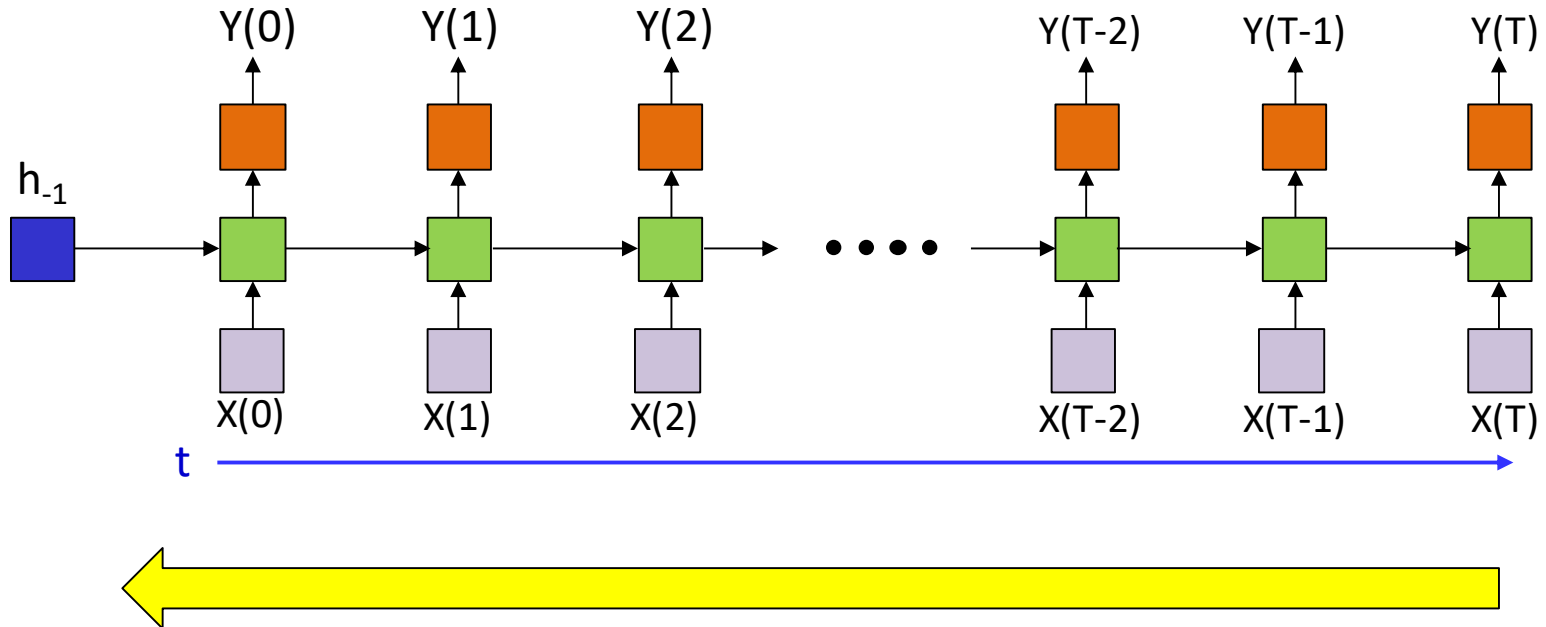 Y(0) Y(1) Y(2) Y(T-2) Y(T-1) Y(T)
h-1
X(0) X(1) X(2) X(T-2) X(T-1) X(T)
t